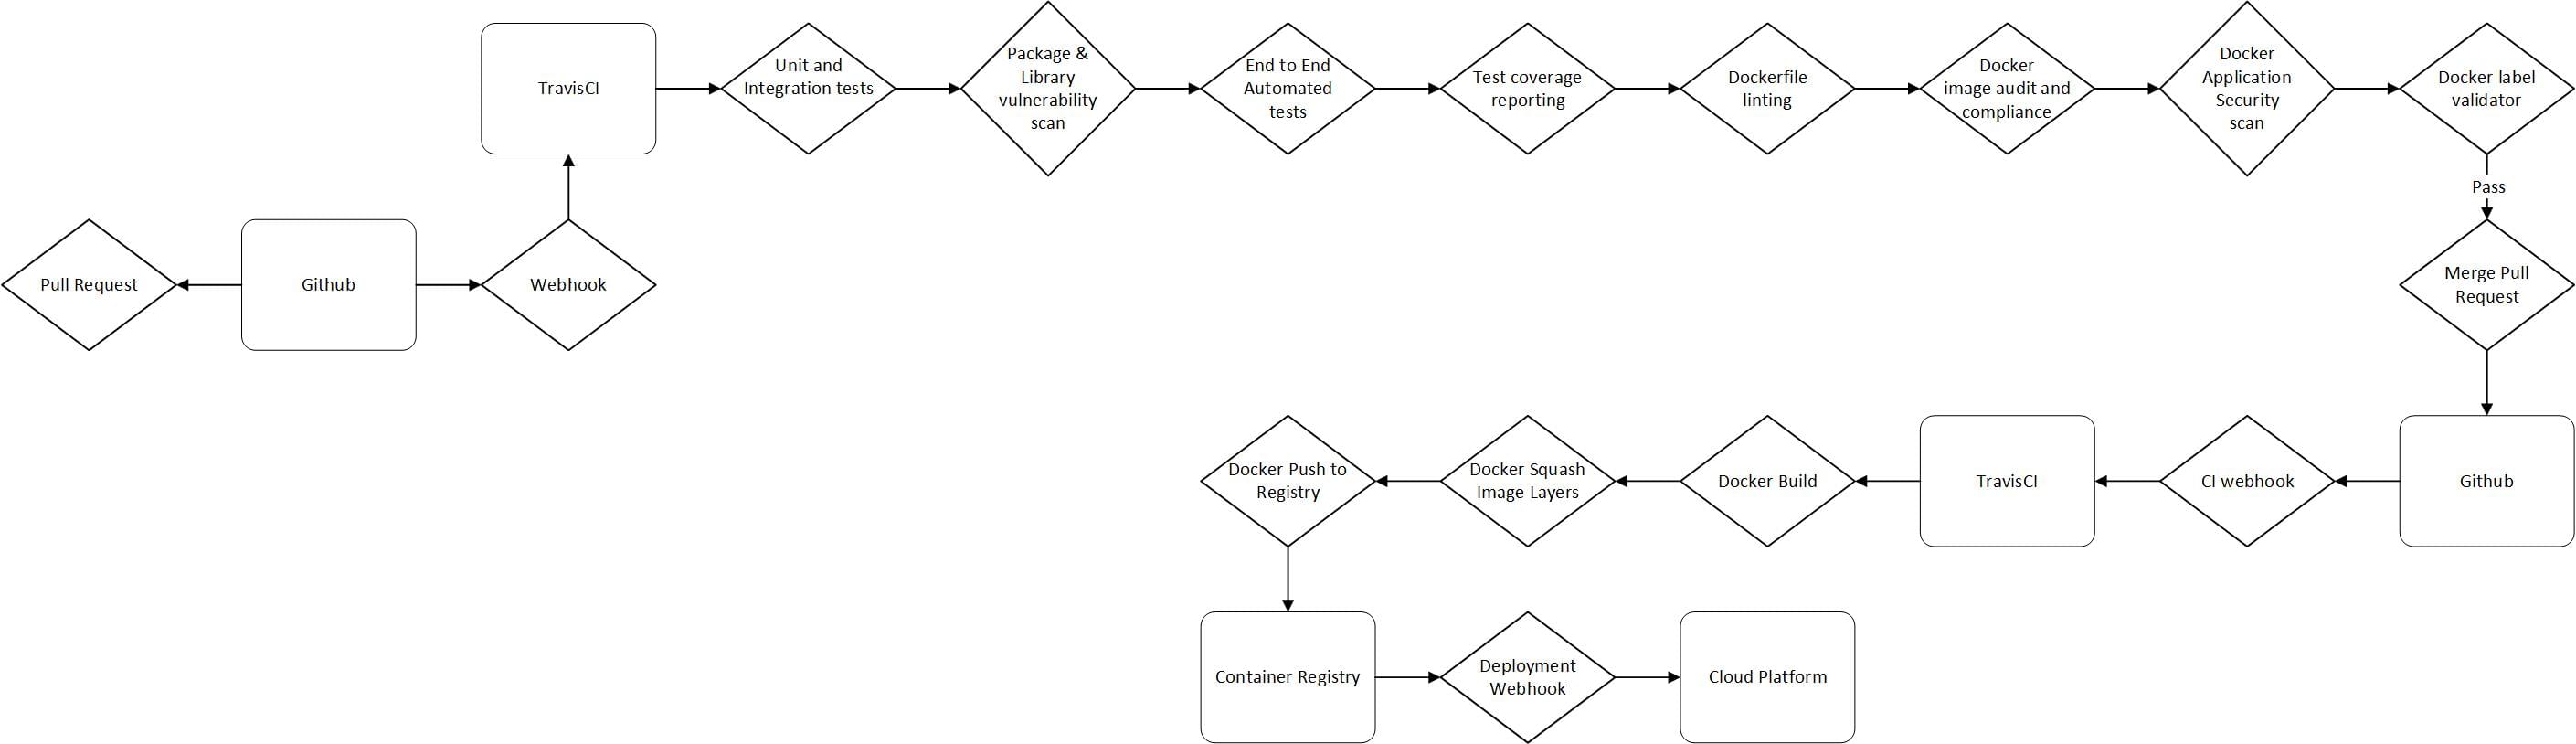 TravisCI
Unit and
Integration tests
Package &
Library
vulnerability
scan
End to End
Automated
tests
Test coverage
reporting
Dockerfile
linting
Docker
image audit and
compliance
Docker
Application
Security
scan
Docker label
validator
Pass
Pull Request
Github
Webhook
Merge Pull
Request
Docker Push to
Registry
Docker Squash
Image Layers
Docker Build
TravisCI
CI webhook
Github
Container Registry
Deployment
Webhook
Cloud Platform